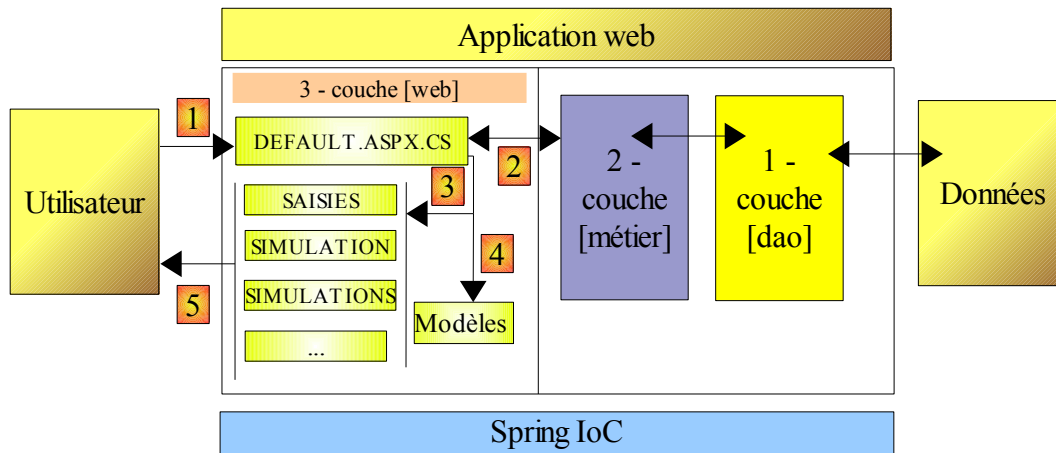 Application web
3 - couche [web]
1
DEFAULT.ASPX.CS
2
3
SAISIES
SIMULATION
4
SIMULATIONS
5
Modèles
...
Utilisateur
2 -
couche
[métier]
1 -
couche
[dao]
Données
Spring IoC